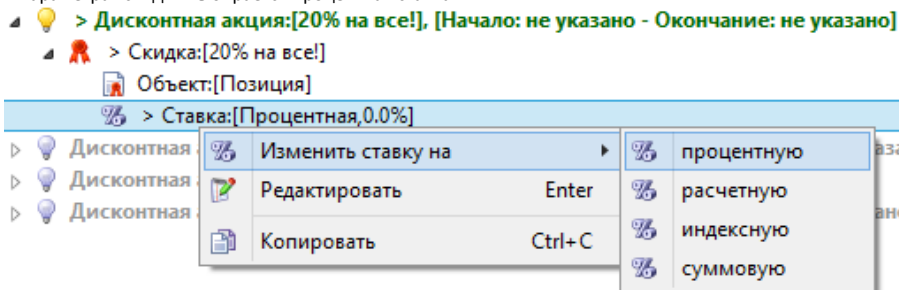 > Дисконтная акция:[20% на все!], [Начало: не указано - Окончание: не указано]
> Скидка:[20% на все!]
Объект:[Позиция]
> Ставка:[Процентная,0.0%]
Дисконтная
Изменить ставку на
процентную
Дисконтная
Редактировать Enter
расчетную
Дисконтная
индексную
Копировать Ctrl+C
суммовую